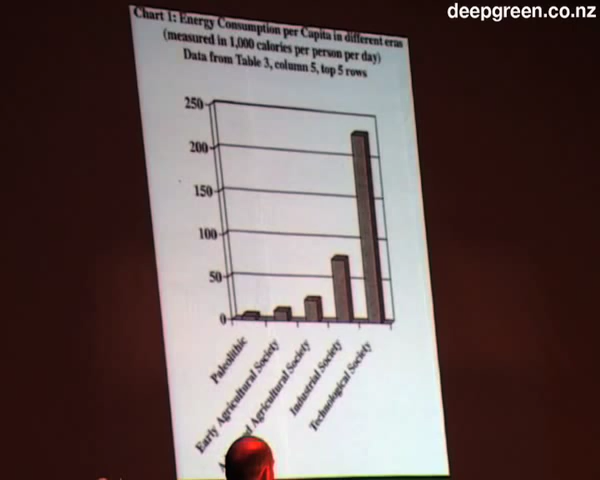 deepgreen.co.nz
Chart 1: Energy Consumption per Capita in different eras
(measured in 1,000 calories per person per day)
Data from Table 3, column 5, top 5 rows
250
200
150
100
50
0
Paleolithic
Early Agricultural Society
Agricultural Society
Industrial Society
Technological Society